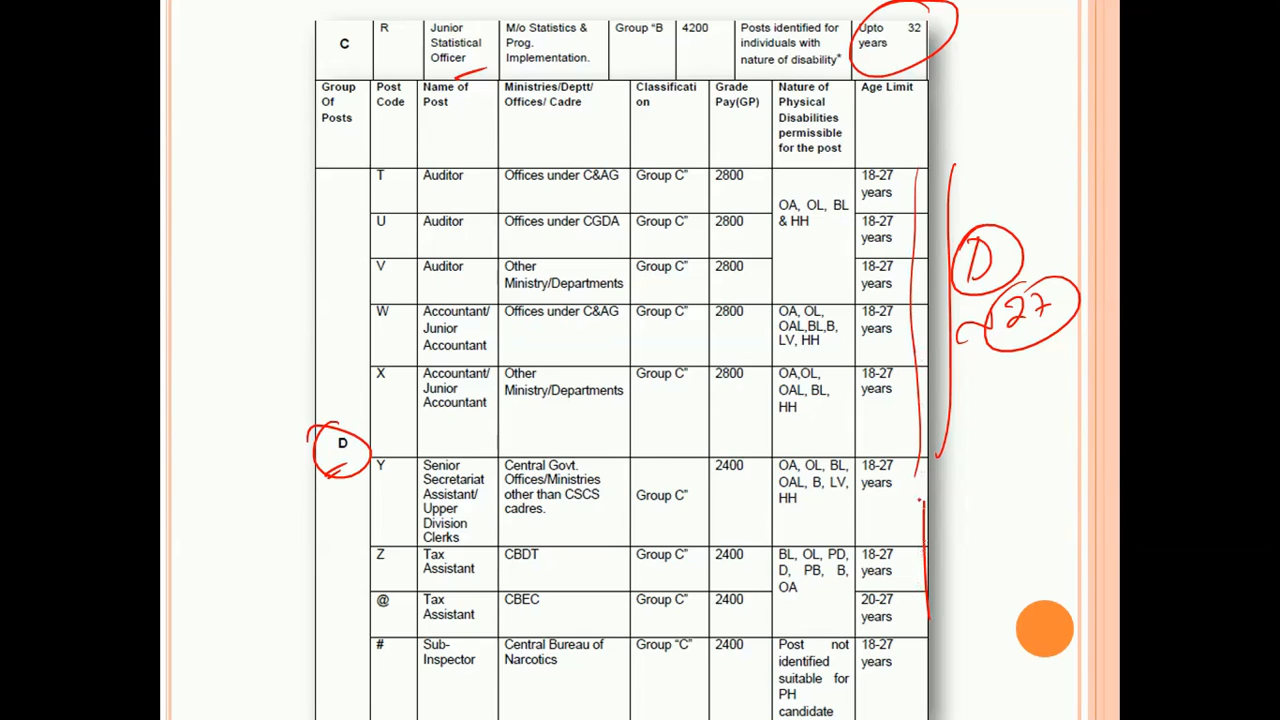 C R Junior Statistical Officer M/o Statistics & Prog. Implementation. Group “B 4200 Posts identified for individuals with nature of disability” Upto 32 years
Group Of Posts Post Code Name of Post Ministries/Deptt/ Offices/ Cadre Classificati on Grade Pay(GP) Nature of Physical Disabilities permissible for the post Age Limit
T Auditor Offices under C&AG Group C” 2800 OA, OL, BL & HH 18-27 years
U Auditor Offices under CGDA Group C” 2800 18-27 years
D
V Auditor Other Ministry/Departments Group C” 2800 18-27 years
27
W Accountant/ Junior Accountant Offices under C&AG Group C” 2800 OA, OL, OAL,BL,B, LV, HH 18-27 years
X Accountant/ Junior Accountant Other Ministry/Departments Group C” 2800 OA,OL, OAL, BL, HH 18-27 years
D
Y Senior Secretariat Assistant/ Upper Division Clerks Central Govt. Offices/Ministries other than CSCS cadres. Group C” 2400 OA, OL, BL, OAL, B, LV, HH 18-27 years
Z Tax Assistant CBDT Group C” 2400 BL, OL, PD, D, PB, B, OA 18-27 years
@ Tax Assistant CBEC Group C” 2400 20-27 years
# Sub-Inspector Central Bureau of Narcotics Group “C” 2400 Post not identified suitable for PH candidate 18-27 years